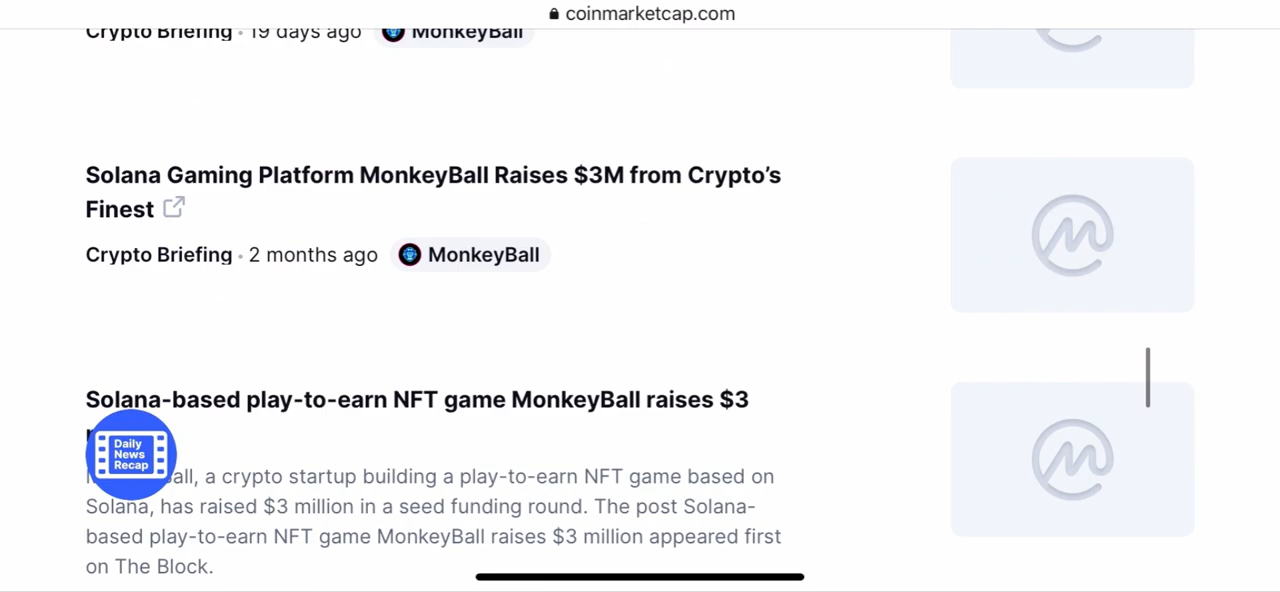 coinmarketcap.com
Crypto Briefing • 19 days ago MonkeyBall
Solana Gaming Platform MonkeyBall Raises $3M from Crypto’s
Finest
Crypto Briefing • 2 months ago MonkeyBall
Solana-based play-to-earn NFT game MonkeyBall raises $3
Daily
News
Recap
a crypto startup building a play-to-earn NFT game based on
Solana, has raised $3 million in a seed funding round. The post Solana-
based play-to-earn NFT game MonkeyBall raises $3 million appeared first
on The Block.